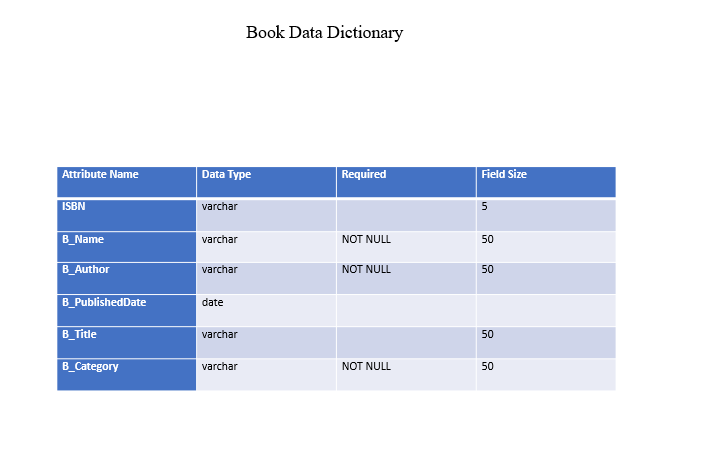 Book Data Dictionary
Attribute Name Data Type Required Field Size
ISBN varchar 5
B_Name varchar NOT NULL 50
B_Author varchar NOT NULL 50
B_PublishedDate date
B_Title varchar 50
B_Category varchar NOT NULL 50